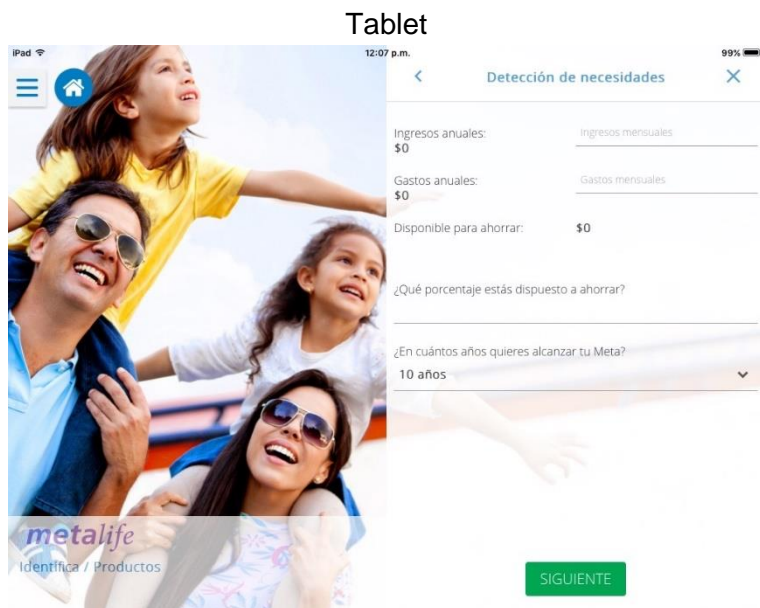 Tablet
iPad 12:07 p.m. 99%
Detección de necesidades
Ingresos anuales: Ingresos mensuales
$0
Gastos anuales: Gastos mensuales
$0
Disponible para ahorrar: $0
¿Qué porcentaje estás dispuesto a ahorrar?
¿En cuántos años quieres alcanzar tu Meta?
10 años
metalife
Identifica / Productos
SIGUIENTE